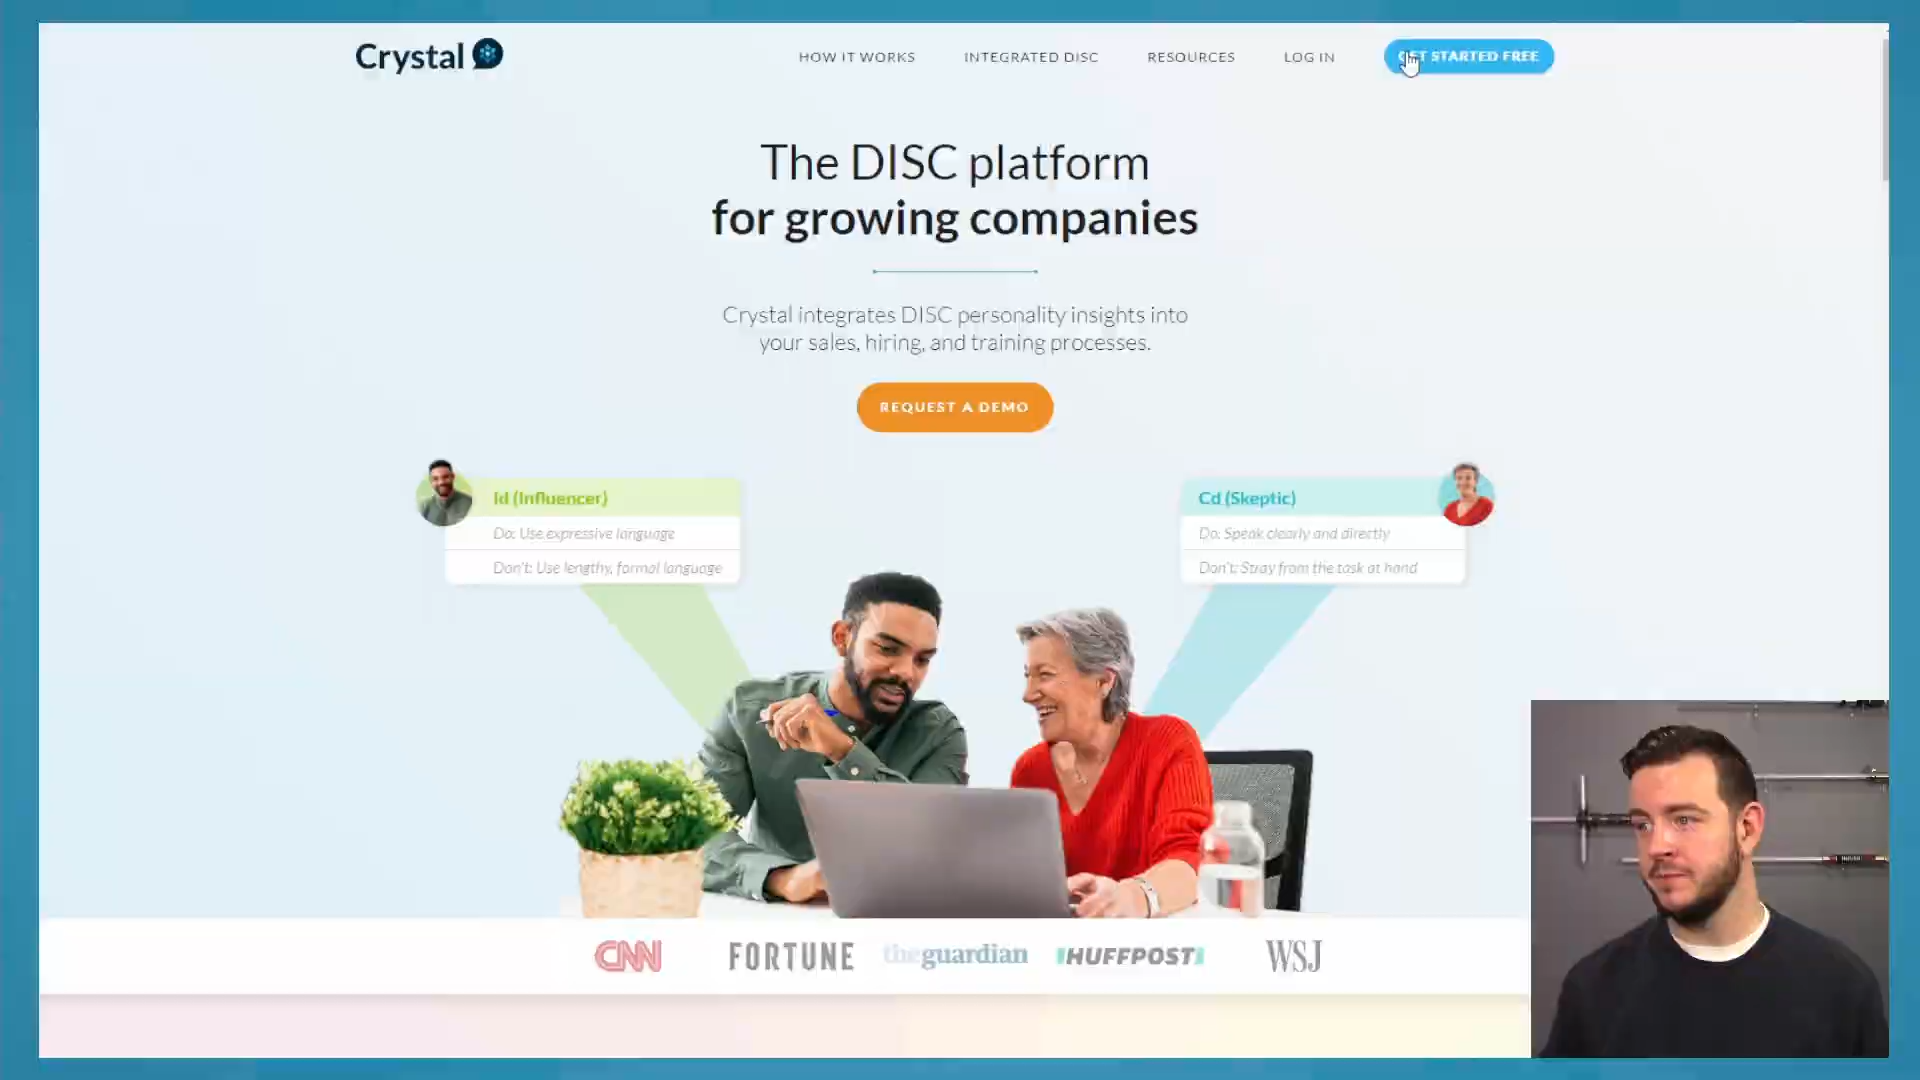 Crystal
HOW IT WORKS
INTEGRATED DISC
RESOURCES
LOG IN
GET STARTED FREE
The DISC platform
for growing companies
Crystal integrates DISC personality insights into
your sales, hiring, and training processes.
REQUEST A DEMO
Id (Influencer)
Do: Use expressive language
Don't: Use lengthy, formal language
Cd (Skeptic)
Do: Speak clearly and directly
Don't: Stray from the task at hand
CNN
FORTUNE
theguardian
HUFFPOST
WSJ